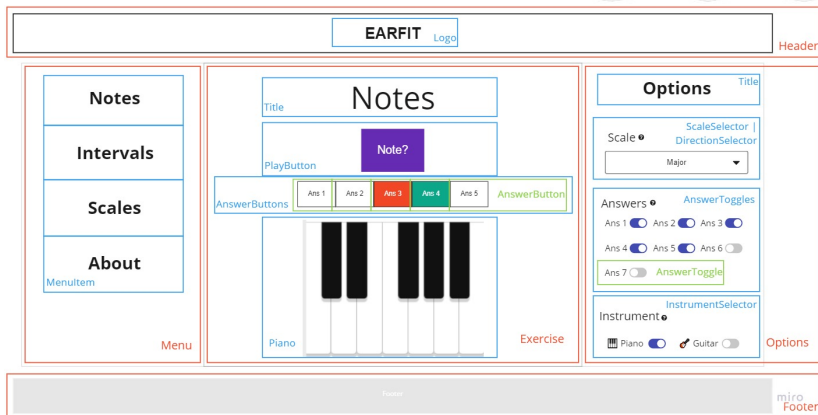 EARFIT
Logo
Header
Notes
Intervals
Scales
About
MenuItem
Menu
Title
Notes
PlayButton
Note?
AnswerButtons
Ans 1
Ans 2
Ans 3
Ans 4
Ans 5
AnswerButton
Piano
Exercise
Options
Title
ScaleSelector |
DirectionSelector
Scale
Major
Answers
AnswerToggles
Ans 1
Ans 2
Ans 3
Ans 4
Ans 5
Ans 6
Ans 7
AnswerToggle
InstrumentSelector
Instrument
Piano
Guitar
Options
Footer
miro
Footer